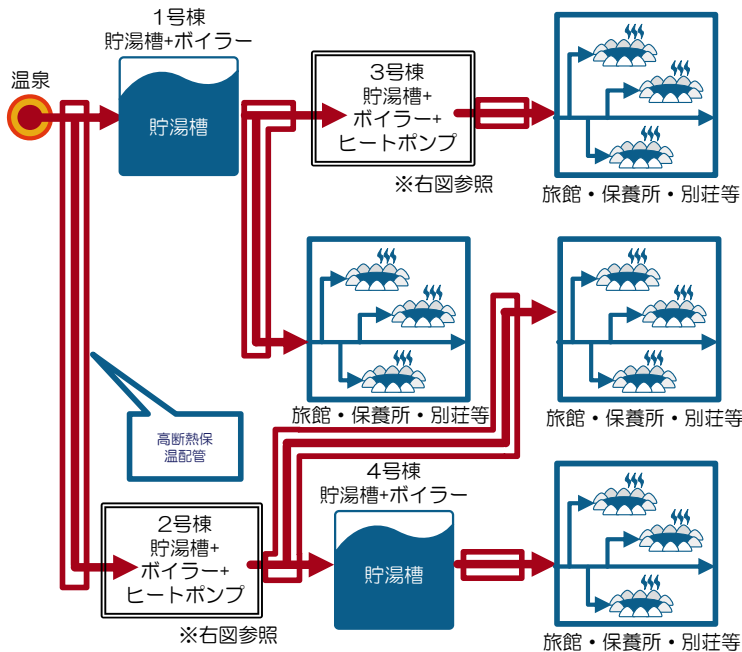 1号棟
貯湯槽+ボイラー
温泉
貯湯槽
3号棟
貯湯槽+
ボイラー+
ヒートポンプ
※右図参照
旅館・保養所・別荘等
旅館・保養所・別荘等
旅館・保養所・別荘等
高断熱保
温配管
4号棟
貯湯槽+ボイラー
2号棟
貯湯槽+
ボイラー+
ヒートポンプ
貯湯槽
※右図参照
旅館・保養所・別荘等